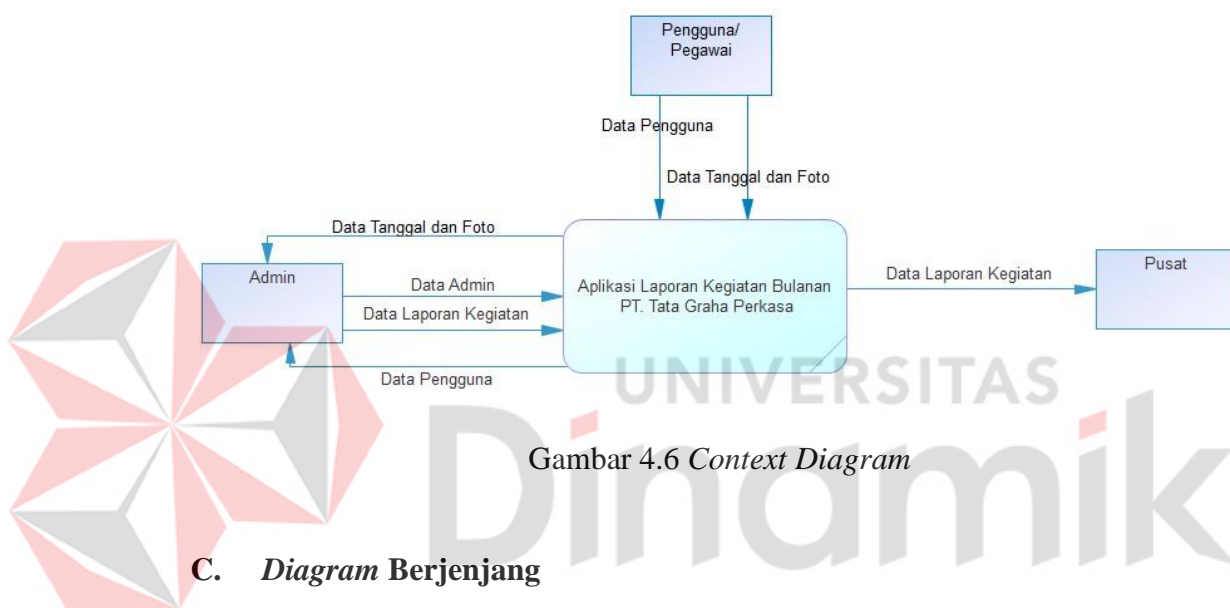 Pengguna/
Pegawai
Data Pengguna
Data Tanggal dan Foto
Data Tanggal dan Foto
Admin
Data Admin
Data Laporan Kegiatan
Data Pengguna
Aplikasi Laporan Kegiatan Bulanan
PT. Tata Graha Perkasa
Data Laporan Kegiatan
Pusat
UNIVERSITAS
Dinamik
Gambar 4.6 Context Diagram
C. Diagram Berjenjang